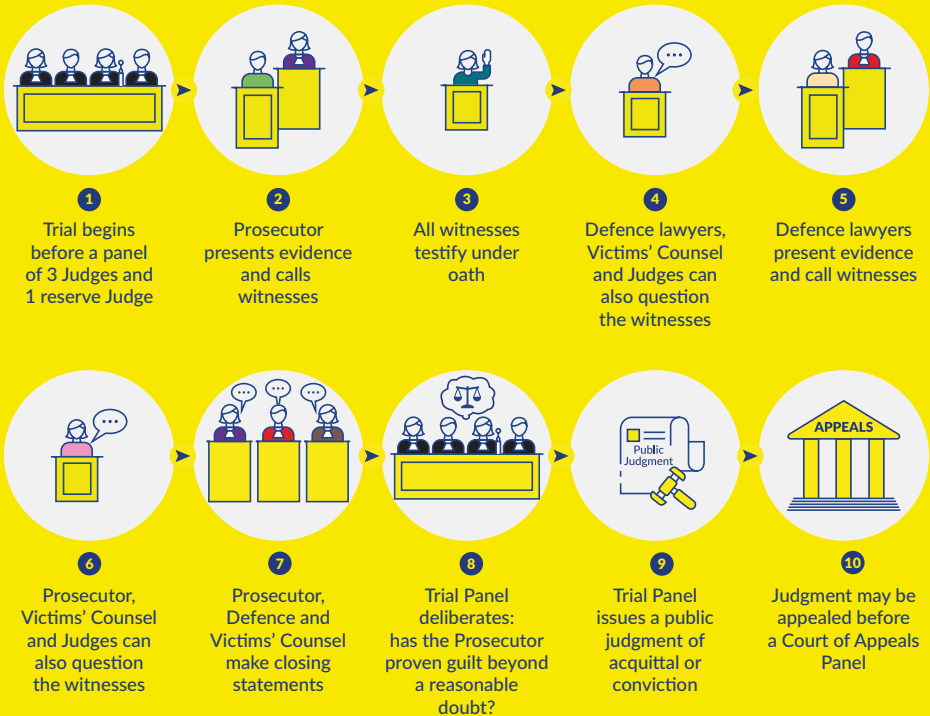 1
Trial begins
before a panel
of 3 Judges and
1 reserve Judge
2
Prosecutor
presents evidence
and calls
witnesses
3
All witnesses
testify under
oath
4
Defence lawyers,
Victims' Counsel
and Judges can
also question
the witnesses
5
Defence lawyers
present evidence
and call witnesses
6
Prosecutor,
Victims' Counsel
and Judges can
also question
the witnesses
7
Prosecutor,
Defence and
Victims' Counsel
make closing
statements
8
Trial Panel
deliberates:
has the Prosecutor
proven guilt beyond
a reasonable
doubt?
Public
Judgment
9
Trial Panel
issues a public
judgment of
acquittal or
conviction
APPEALS
10
Judgment may be
appealed before
a Court of Appeals
Panel